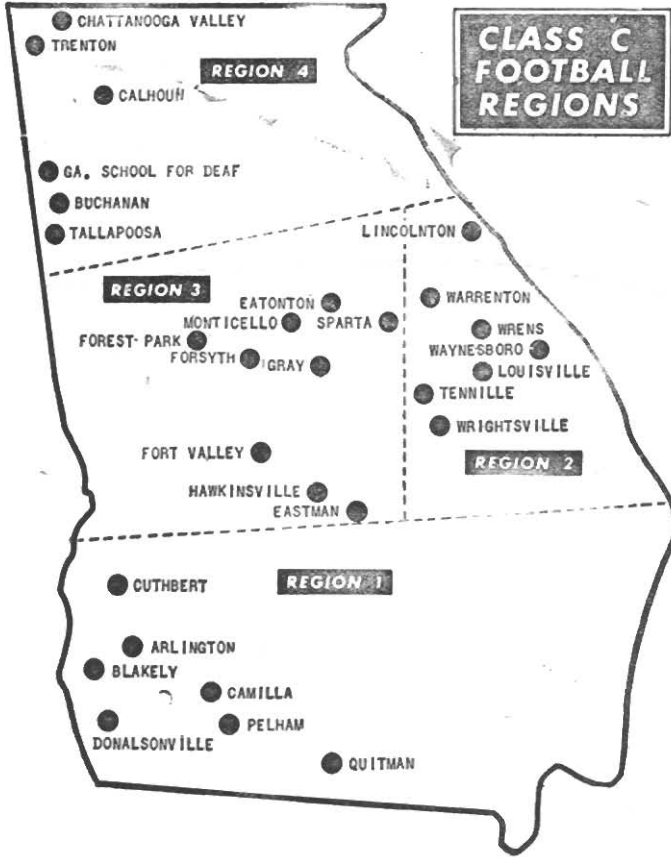 CLASS C
FOOTBALL
REGIONS
CHATTANOOGA VALLEY
TRENTON
REGION 4
CALHOUN
GA. SCHOOL FOR DEAF
BUCHANAN
TALLAPOOSA
LINCOLNTON
REGION 3
EATONTON
WARRENTON
MONTICELLO
SPARTA
WRENS
FOREST-PARK
WAYNESBORO
FORSYTH
GRAY
LOUISVILLE
TENNILLE
WRIGHTSVILLE
FORT VALLEY
REGION 2
HAWKINSVILLE
EASTMAN
REGION 1
CUTHBERT
ARLINGTON
BLAKELY
CAMILLA
PELHAM
DONALSONVILLE
QUITMAN